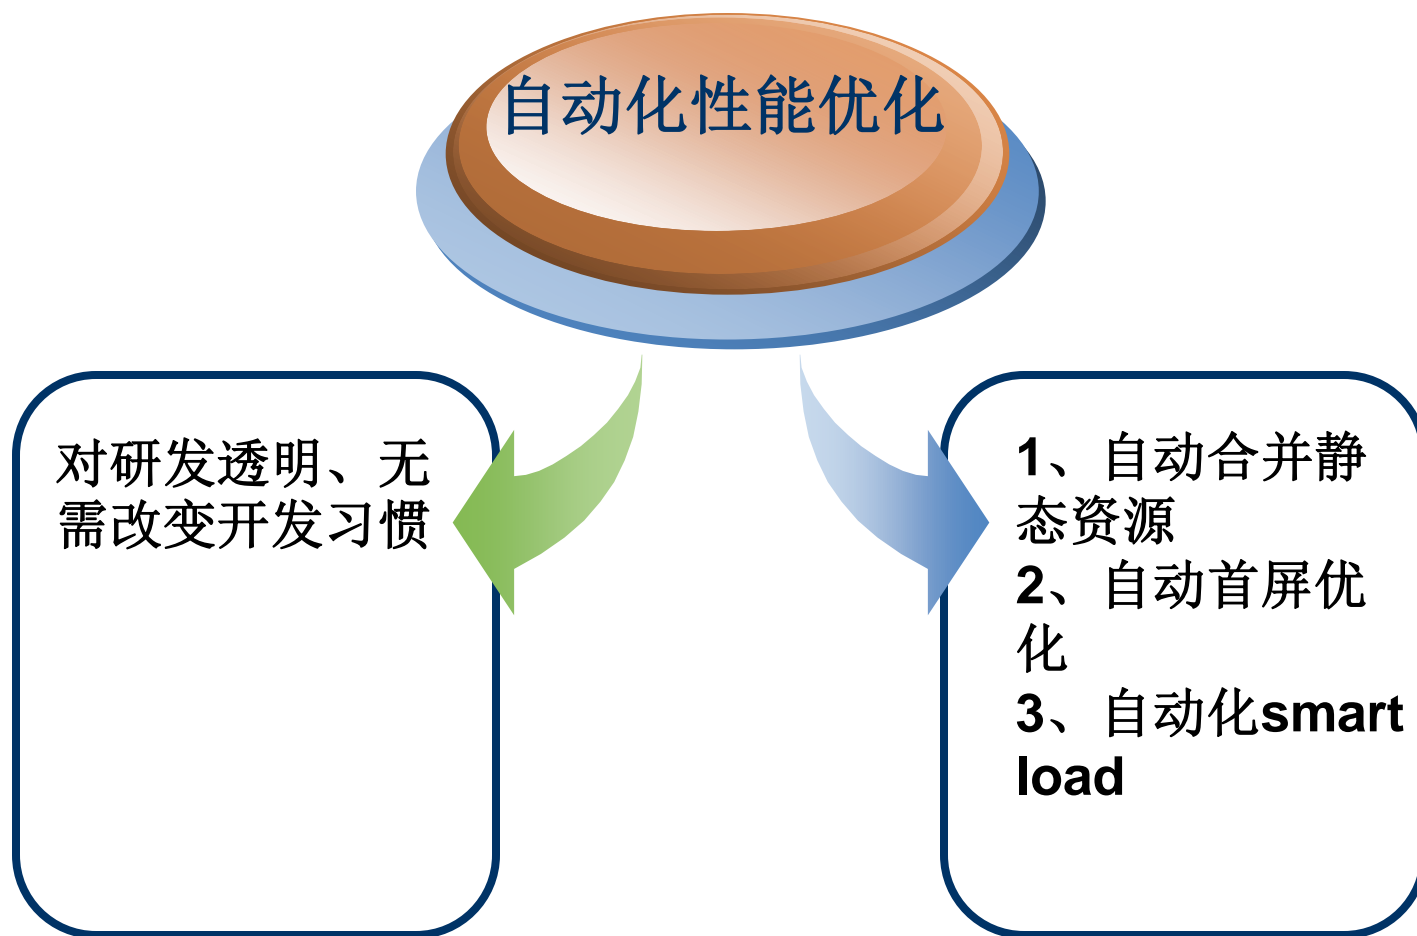 自动化性能优化
对研发透明、无
需改变开发习惯
1、自动合并静
态资源
2、自动首屏优
化
3、自动化smart
load